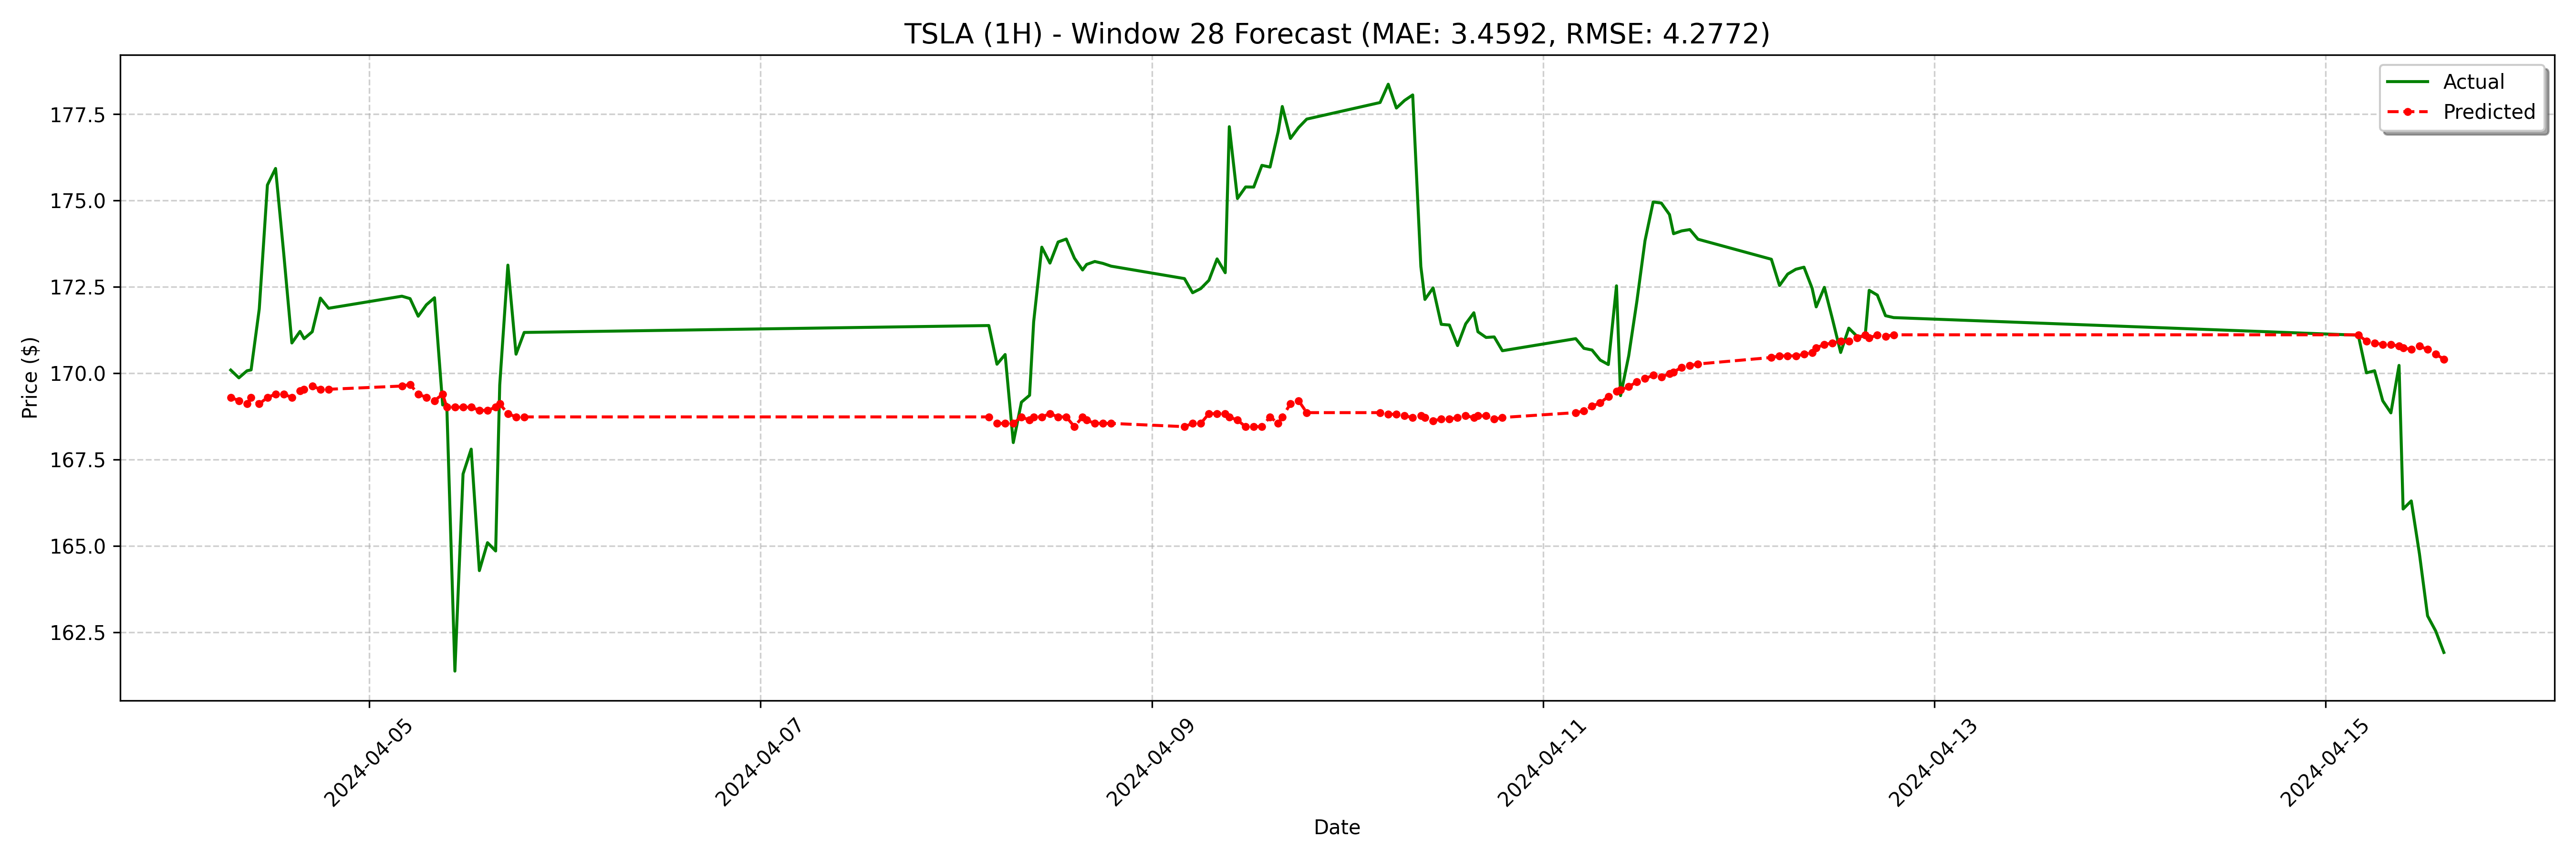 TSLA (1H) - Window 28 Forecast (MAE: 3.4592, RMSE: 4.2772)
Actual
Predicted
Price ($)
177.5
175.0
172.5
170.0
167.5
165.0
162.5
2024-04-05
2024-04-07
2024-04-09
2024-04-11
2024-04-13
2024-04-15
Date